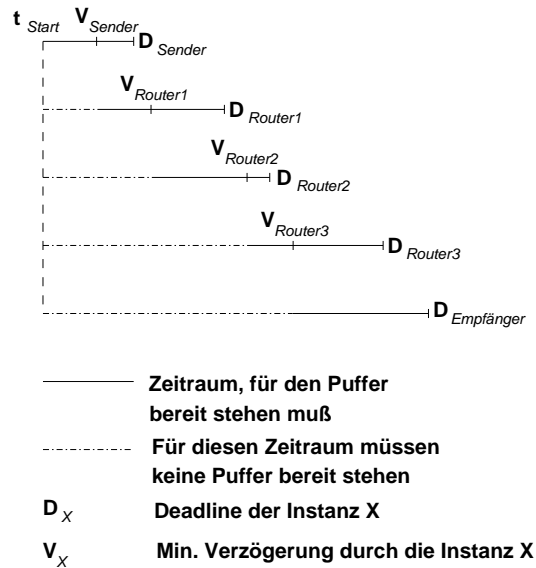 t Start V Sender
D Sender
V Router1
D Router1
V Router2
D Router2
V Router3
D Router3
D Empfänger
Zeitraum, für den Puffer
bereit stehen muß
Für diesen Zeitraum müssen
keine Puffer bereit stehen
D X Deadline der Instanz X
V X Min. Verzögerung durch die Instanz X